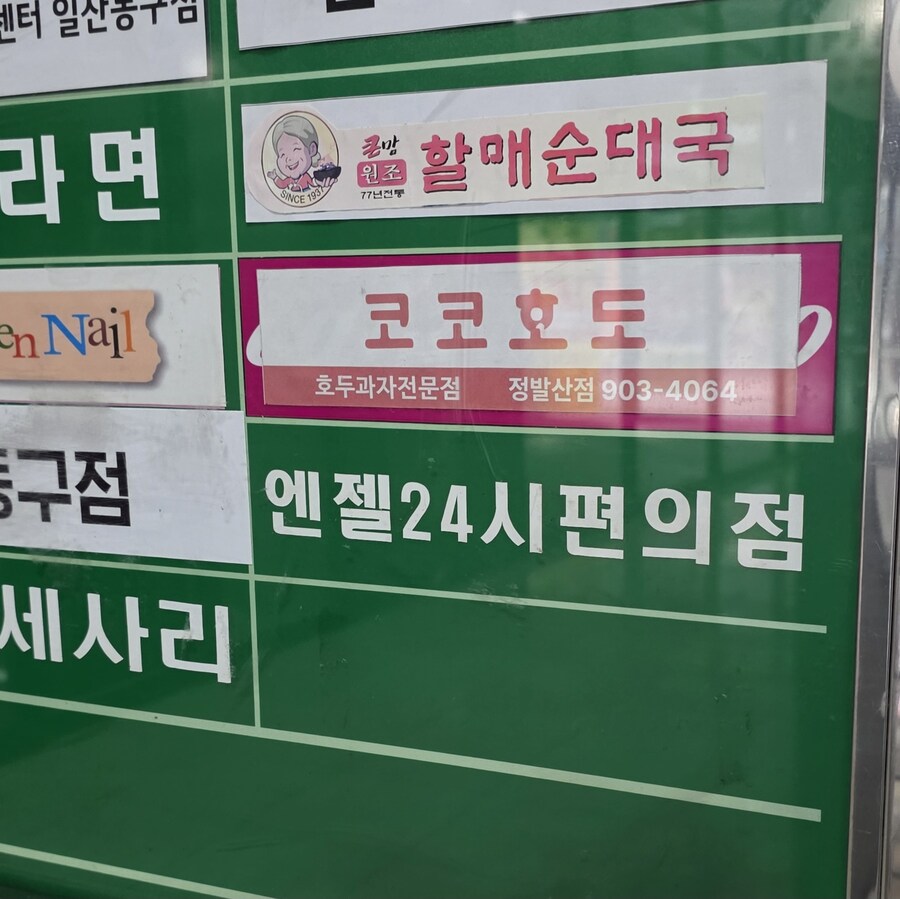 센터 일산동구점
라면
큰맘
원조
77년전통
할매순대국
SINCE 193
en Nail
코코호도
호두과자전문점 정발산점 903-4064
동구점
엔젤24시편의점
세사리